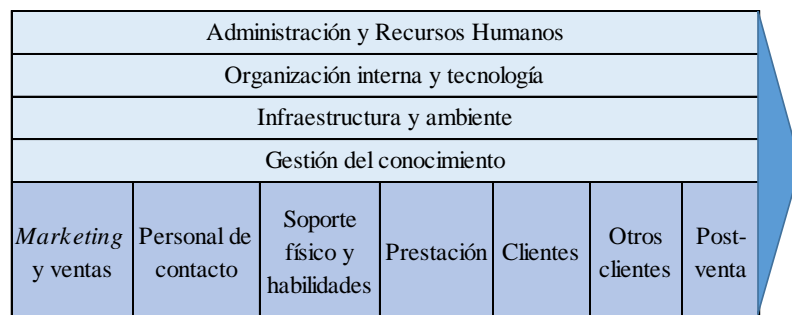 Administración y Recursos Humanos
Organización interna y tecnología
Infraestructura y ambiente
Gestión del conocimiento
Marketing
y ventas
Personal de
contacto
Soporte
físico y
habilidades
Prestación
Clientes
Otros
clientes
Post-
venta